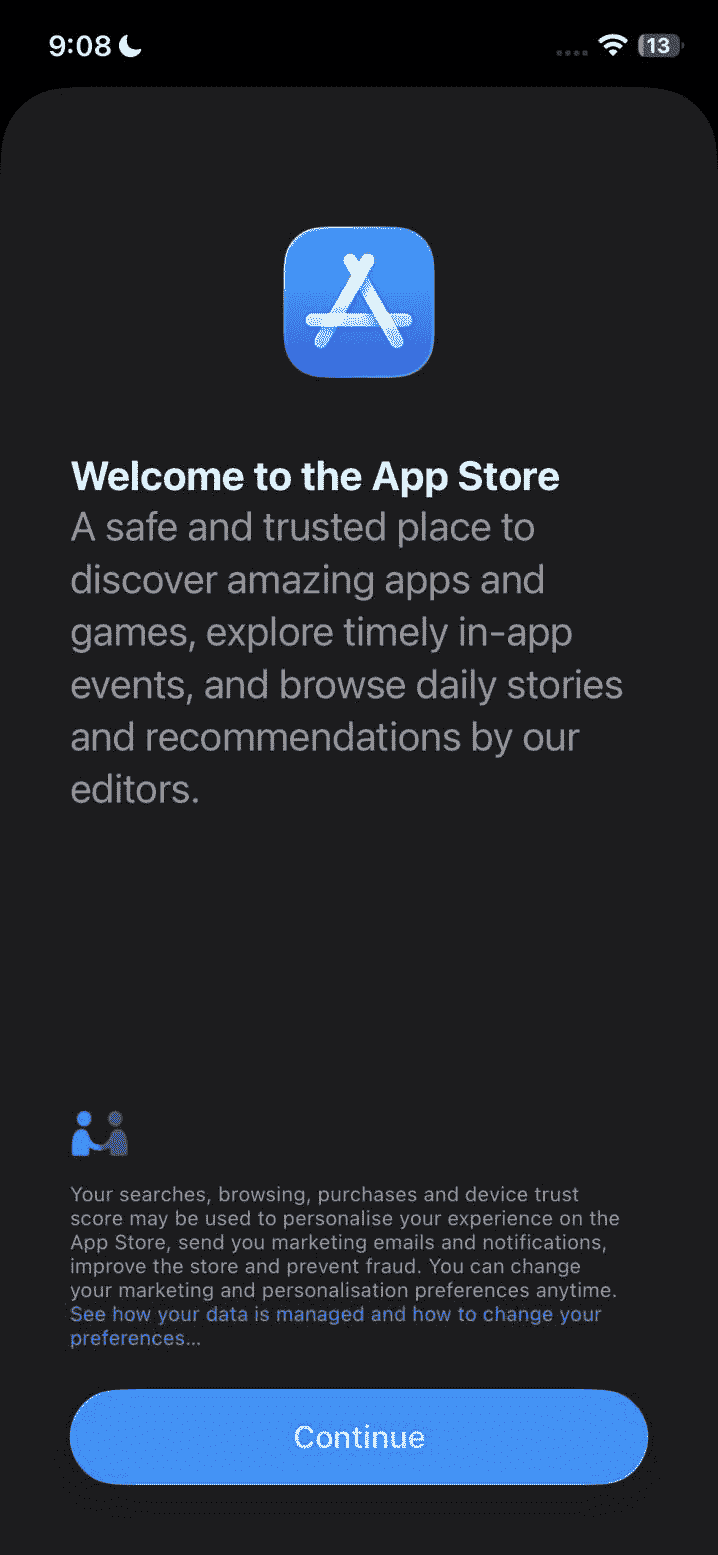 9:08
13
Welcome to the App Store
A safe and trusted place to
discover amazing apps and
games, explore timely in-app
events, and browse daily stories
and recommendations by our
editors.
Your searches, browsing, purchases and device trust
score may be used to personalise your experience on the
App Store, send you marketing emails and notifications,
improve the store and prevent fraud. You can change
your marketing and personalisation preferences anytime.
See how your data is managed and how to change your
preferences...
Continue